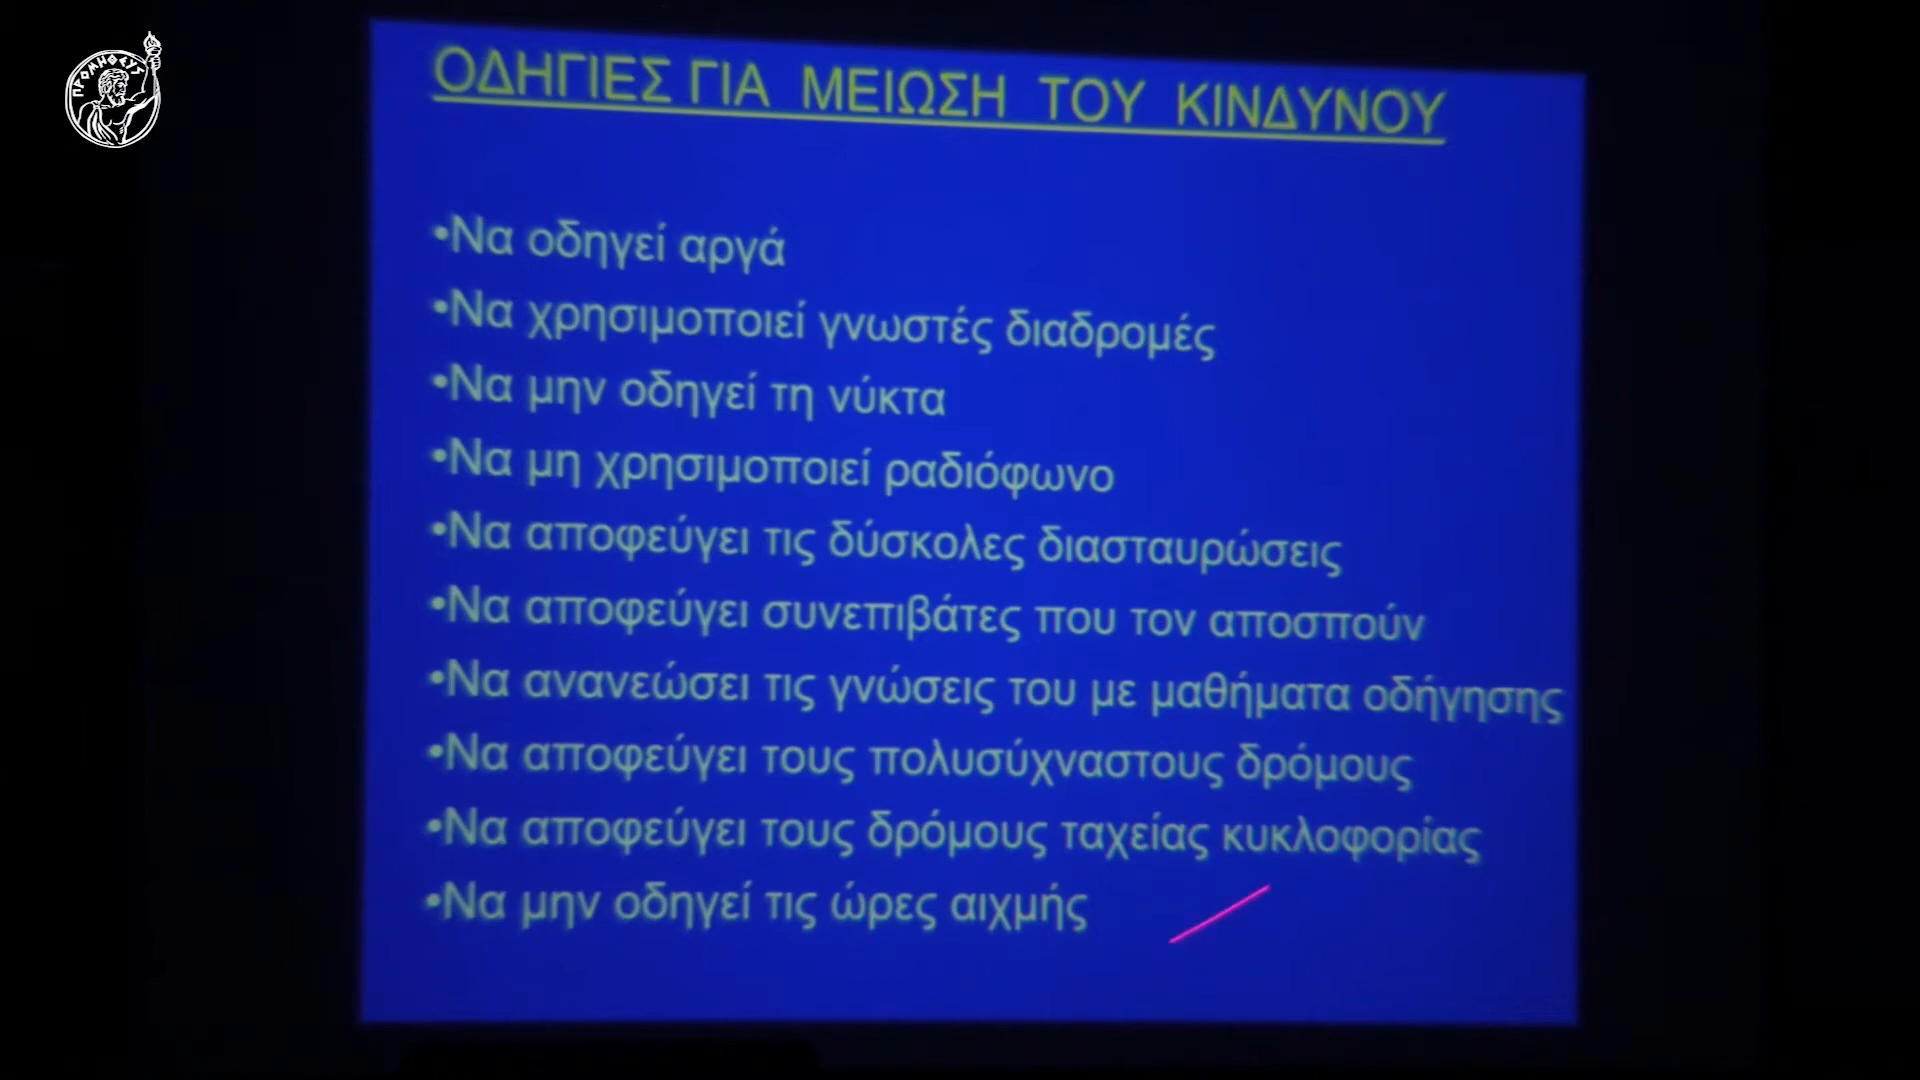 ΠΡΟΜΗΘΕΥΣ
ΟΔΗΓΙΕΣ ΓΙΑ ΜΕΙΩΣΗ ΤΟΥ ΚΙΝΔΥΝΟΥ
•Να οδηγεί αργά
•Να χρησιμοποιεί γνωστές διαδρομές
•Να μην οδηγεί τη νύκτα
•Να μη χρησιμοποιεί ραδιόφωνο
•Να αποφεύγει τις δύσκολες διασταυρώσεις
•Να αποφεύγει συνεπιβάτες που τον αποσπούν
•Να ανανεώσει τις γνώσεις του με μαθήματα οδήγησης
•Να αποφεύγει τους πολυσύχναστους δρόμους
•Να αποφεύγει τους δρόμους ταχείας κυκλοφορίας
•Να μην οδηγεί τις ώρες αιχμής